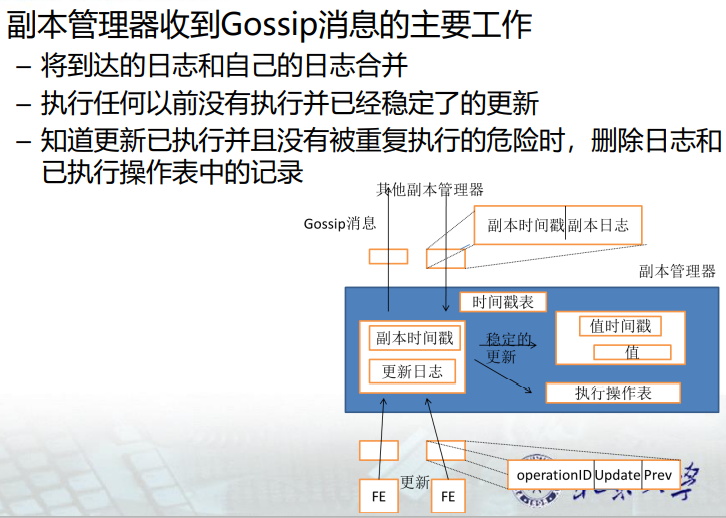 副本管理器收到Gossip消息的主要工作
– 将到达的日志和自己的日志合并
– 执行任何以前没有执行并已经稳定了的更新
– 知道更新已执行并且没有被重复执行的危险时，删除日志和
已执行操作表中的记录
其他副本管理器
Gossip消息
副本时间戳 副本日志
副本管理器
时间戳表
副本时间戳
更新日志
稳定的
更新
值时间戳
值
执行操作表
operationID Update Prev
更新
FE
FE